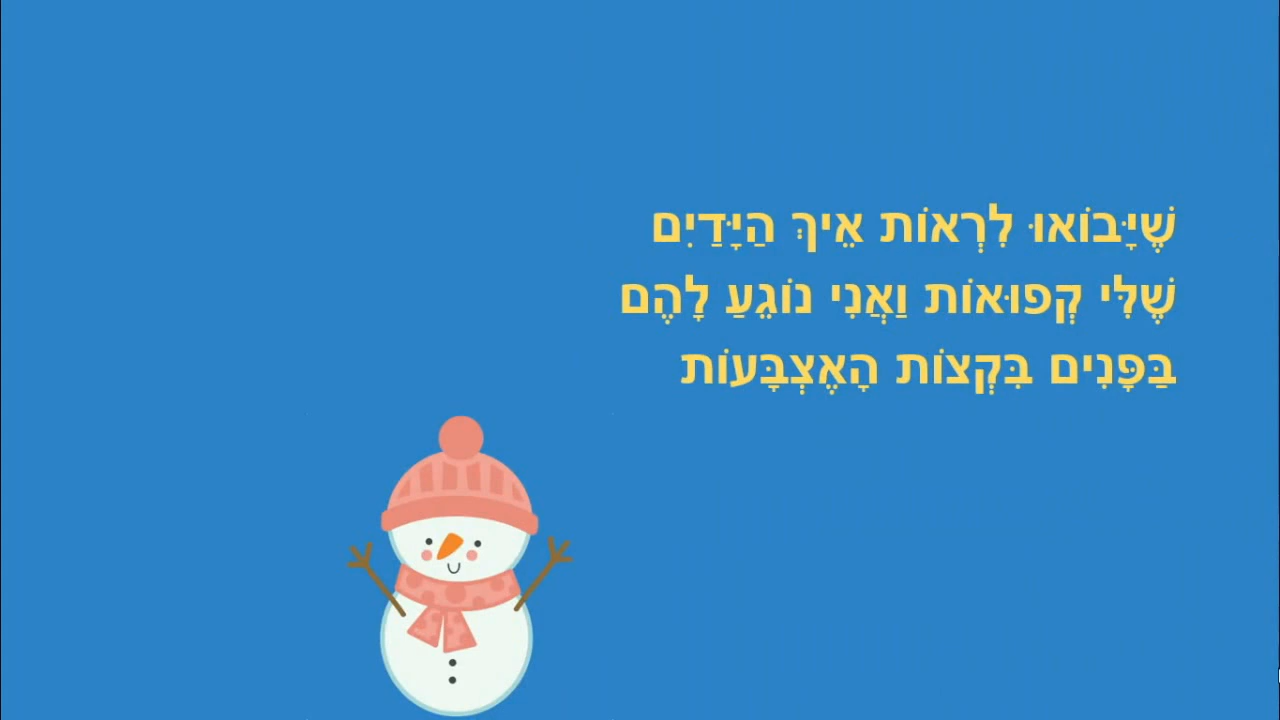 שֶׁיָּבוֹאוּ לִרְאוֹת אֵיךְ הַיָּדַיִם
שֶׁלִּי קְפוּאוֹת וַאֲנִי נוֹגֵעַ לָהֶם
בַּפָּנִים בִּקְצוֹת הָאֶצְבָּעוֹת